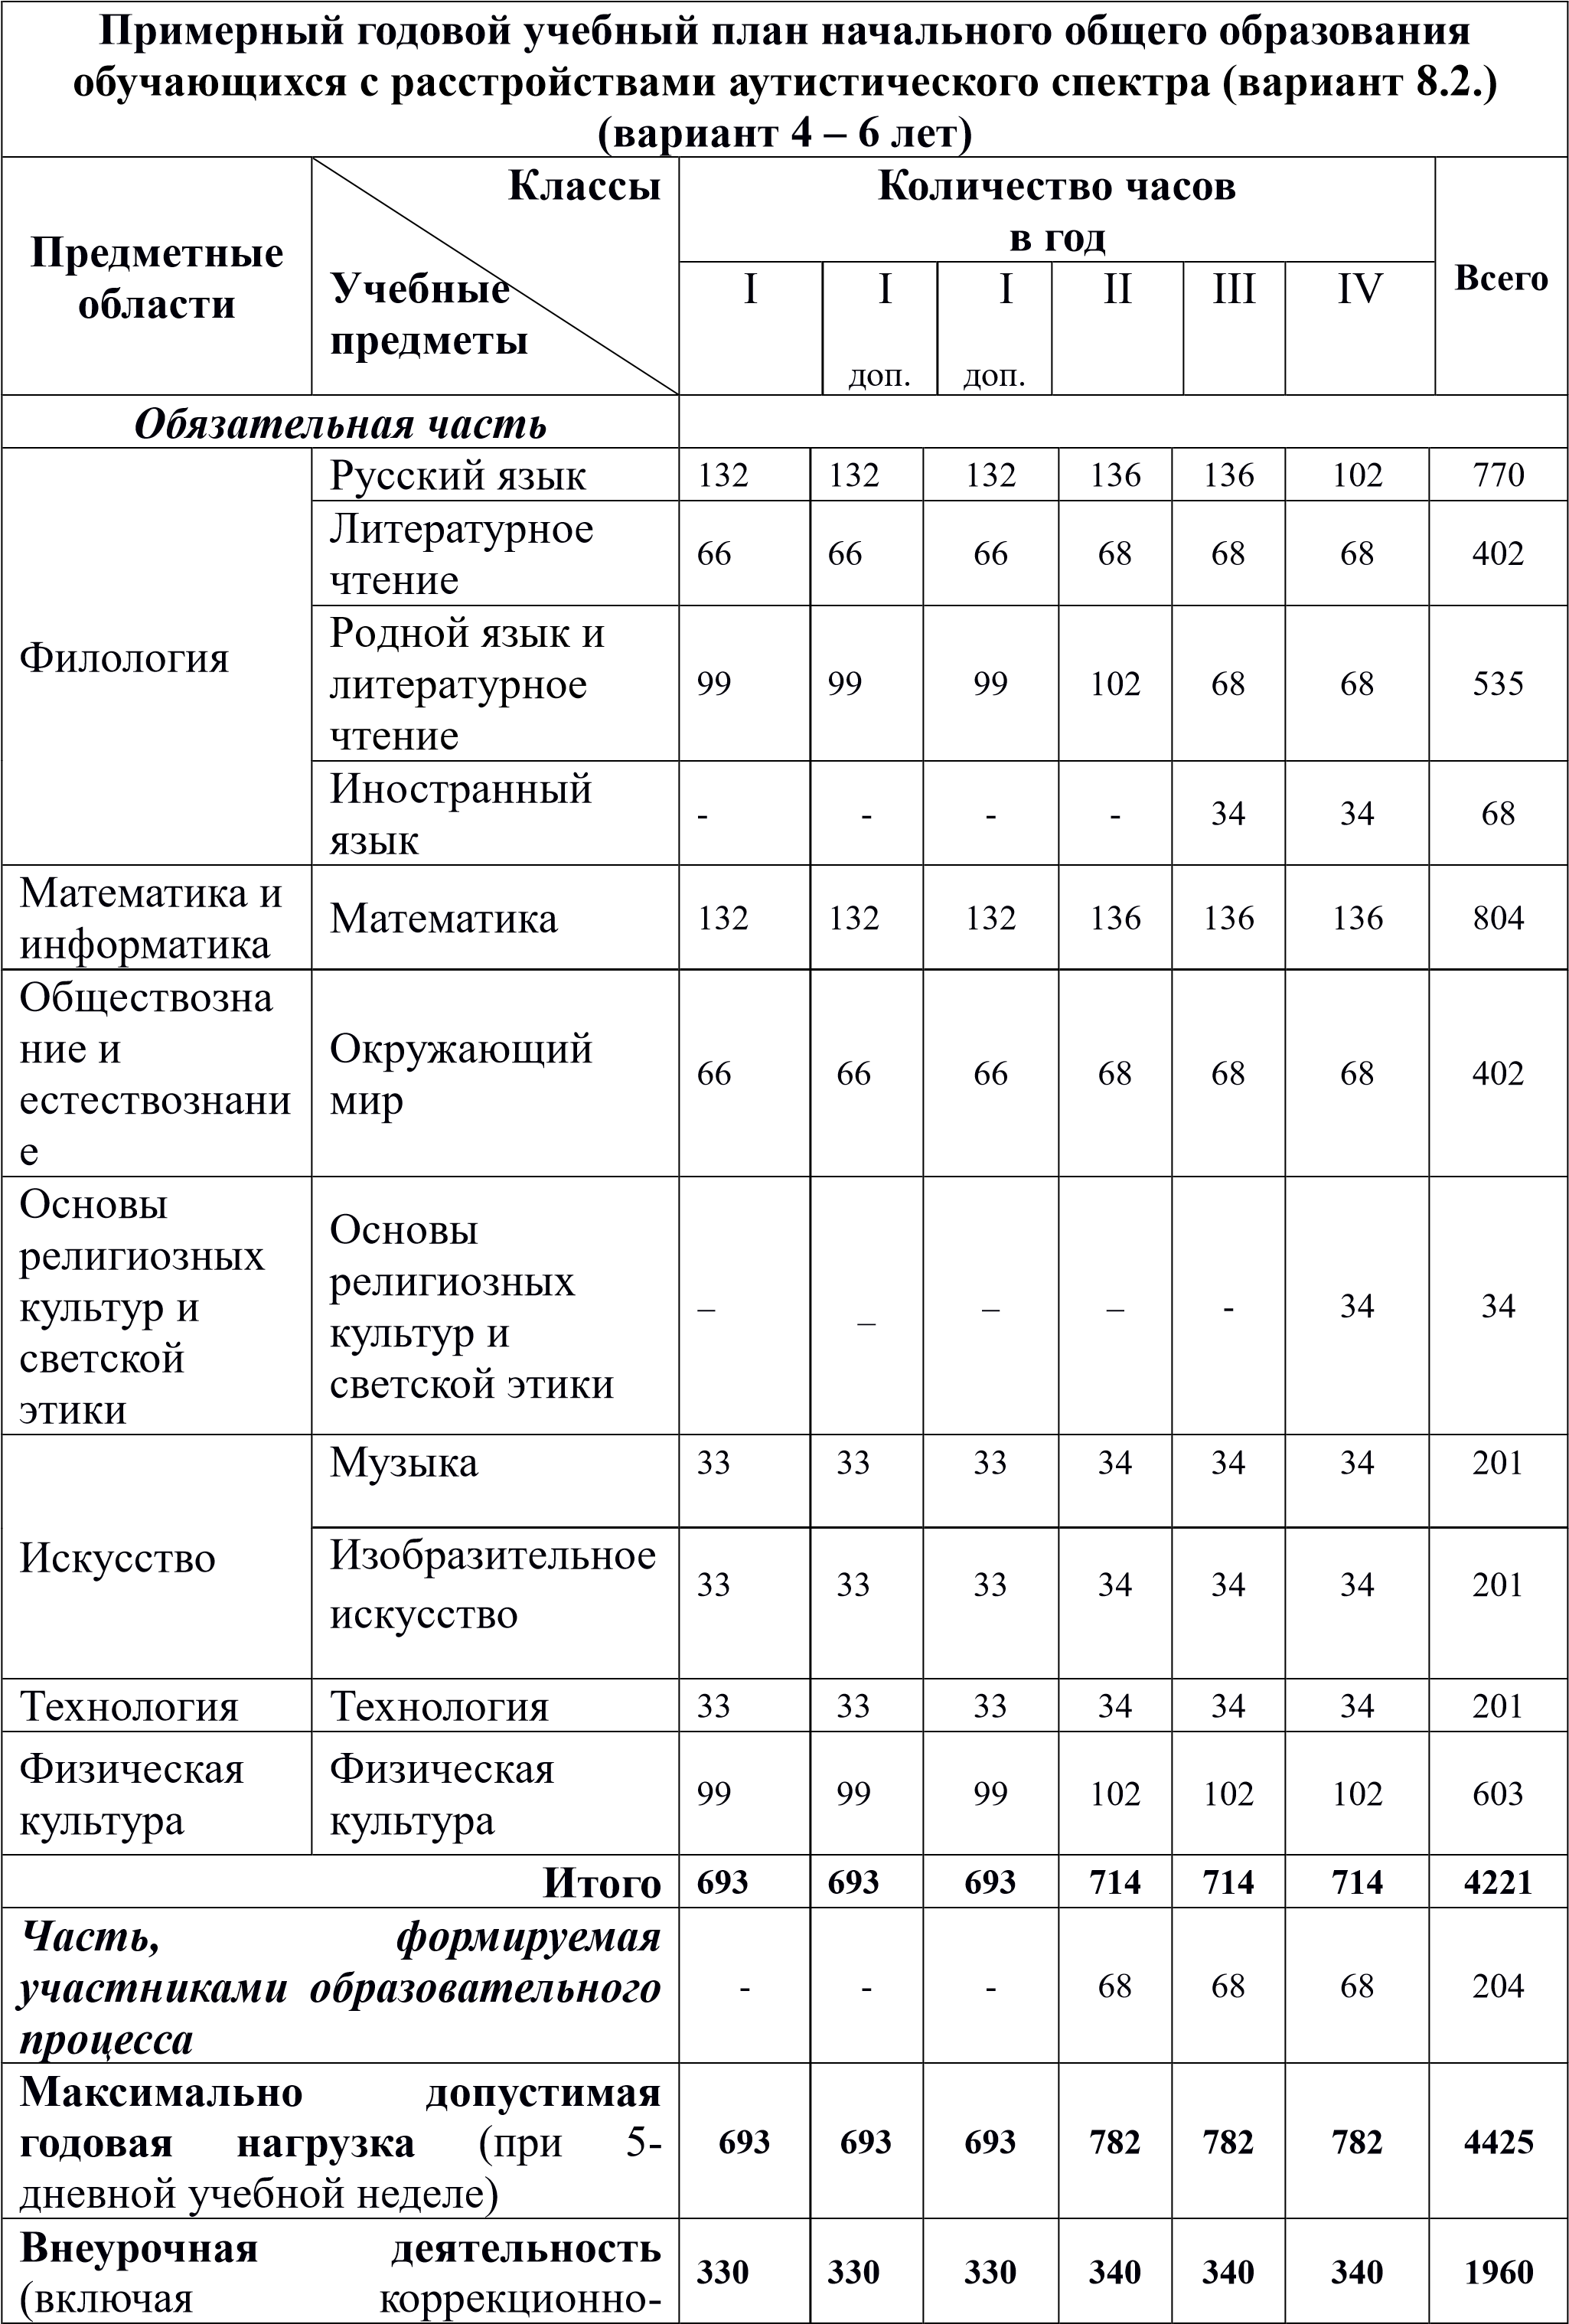 Примерный годовой учебный план начального общего образования
обучающихся с расстройствами аутистического спектра (вариант 8.2.)
(вариант 4 – 6 лет)
Предметные
области
Классы
Учебные
предметы
Количество часов
в год
Всего
I
I
доп.
I
доп.
II
III
IV
Обязательная часть
Филология
Русский язык
132 132 132 136 136 102 770
Литературное
чтение
66 66 66 68 68 68 402
Родной язык и
литературное
чтение
99 99 99 102 68 68 535
Иностранный
язык
- - - - 34 34 68
Математика и
информатика
Математика
132 132 132 136 136 136 804
Обществозна
ние и
естествознани
е
Окружающий
мир
66 66 66 68 68 68 402
Основы
религиозных
культур и
светской
этики
Основы
религиозных
культур и
светской этики
– _ – – - 34 34
Искусство
Музыка
33 33 33 34 34 34 201
Изобразительное
искусство
33 33 33 34 34 34 201
Технология
Технология
33 33 33 34 34 34 201
Физическая
культура
Физическая
культура
99 99 99 102 102 102 603
Итого
693 693 693 714 714 714 4221
Часть, формируемая
участниками образовательного
процесса
- - - 68 68 68 204
Максимально допустимая
годовая нагрузка (при 5-
дневной учебной неделе)
693 693 693 782 782 782 4425
Внеурочная деятельность
(включая коррекционно-
330 330 330 340 340 340 1960